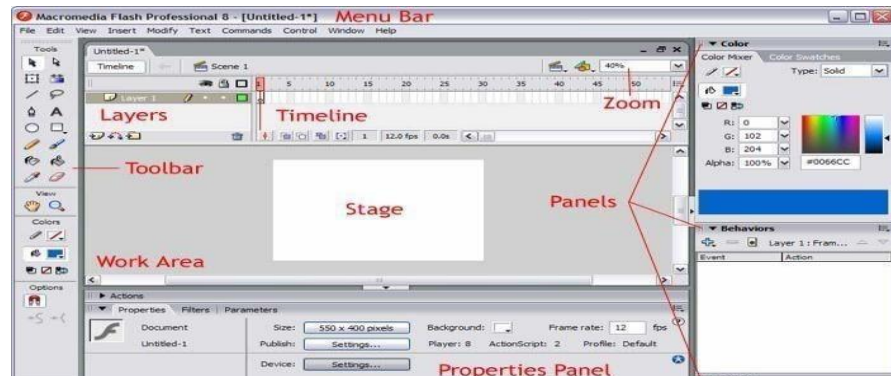 Macromedia Flash Professional 8 - [Untitled-1*] Menu Bar
File Edit View Insert Modify Text Commands Control Window Help
Tools
Untitled-1*
Timeline Scene 1 40%
1 5 10 15 20 25 30 35 40 45 50
Layer 1
Layers Timeline Zoom
1 12.0 fps 0.0s
Toolbar
View
Colors
Options
Stage
Work Area
Panels
Color
Color Mixer Color Swatches
Type: Solid
R: 0
G: 102
B: 204
Alpha: 100% #0066CC
Behaviors
Layer 1 : Fram...
Event Action
Actions
Properties Filters Parameters
Document Size: 550 x 400 pixels Background: Frame rate: 12 fps
Untitled-1 Publish: Settings... Player: 8 ActionScript: 2 Profile: Default
Device: Settings...
Properties Panel